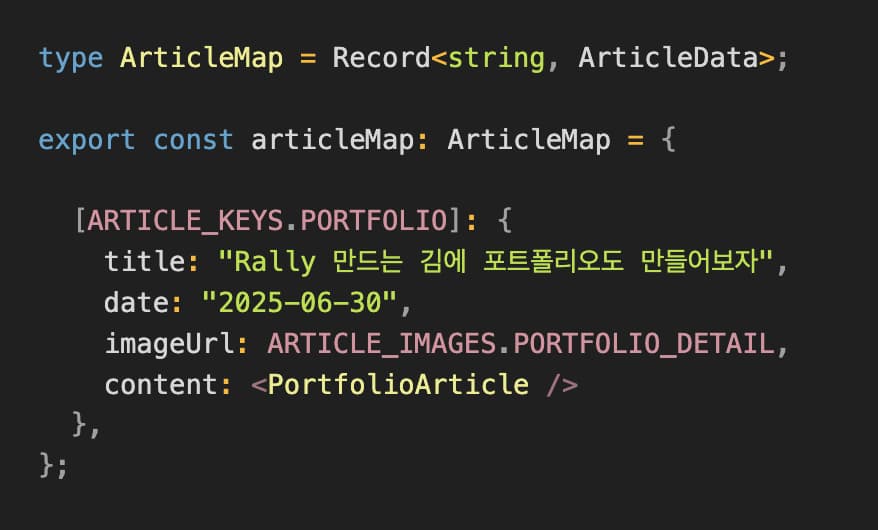 type ArticleMap = Record<string, ArticleData>;
export const articleMap: ArticleMap = {
[ARTICLE_KEYS.PORTFOLIO]: {
title: "Rally 만드는 김에 포트폴리오도 만들어보자",
date: "2025-06-30",
imageUrl: ARTICLE_IMAGES.PORTFOLIO_DETAIL,
content: <PortfolioArticle />
},
};